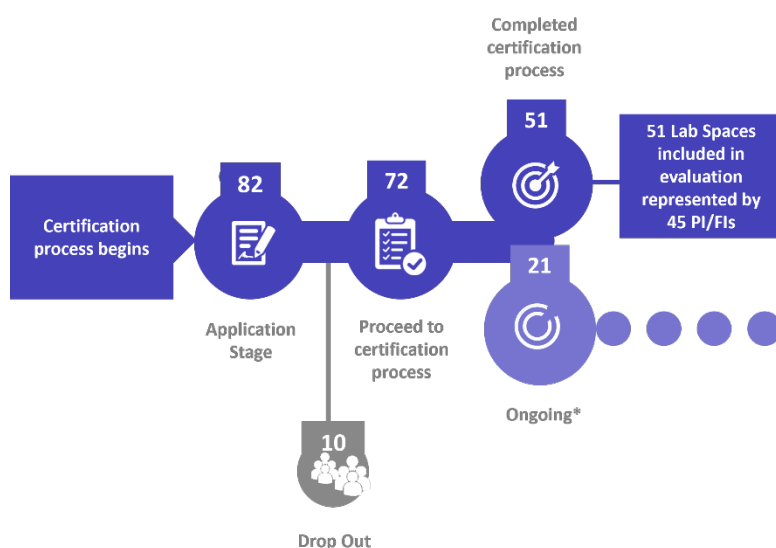 Completed
certification
process
51
51 Lab Spaces
included in
evaluation
represented by
45 PI/FIs
82
72
Certification
process begins
21
Application
Stage
Proceed to
certification
process
Ongoing*
10
Drop Out